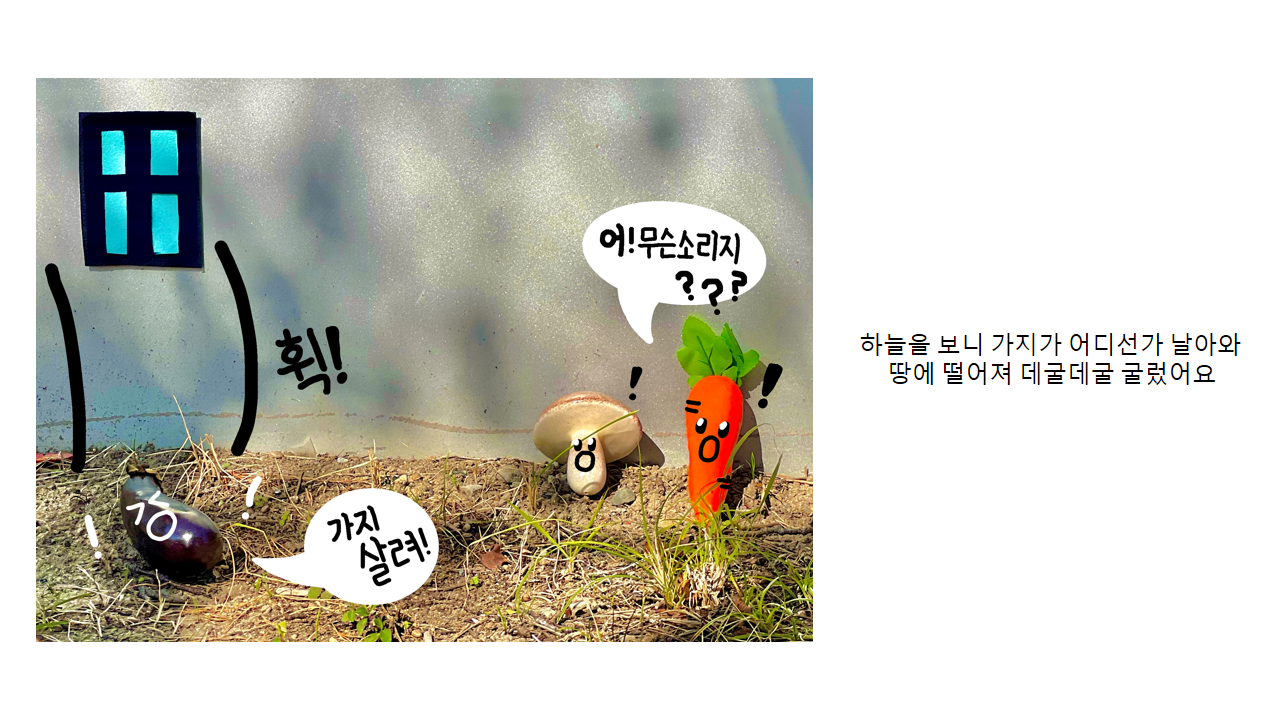 어!무슨소리지
???
휙!
!
!
가지
살려!
!
!
하늘을 보니 가지가 어디선가 날아와
땅에 떨어져 데굴데굴 굴렀어요